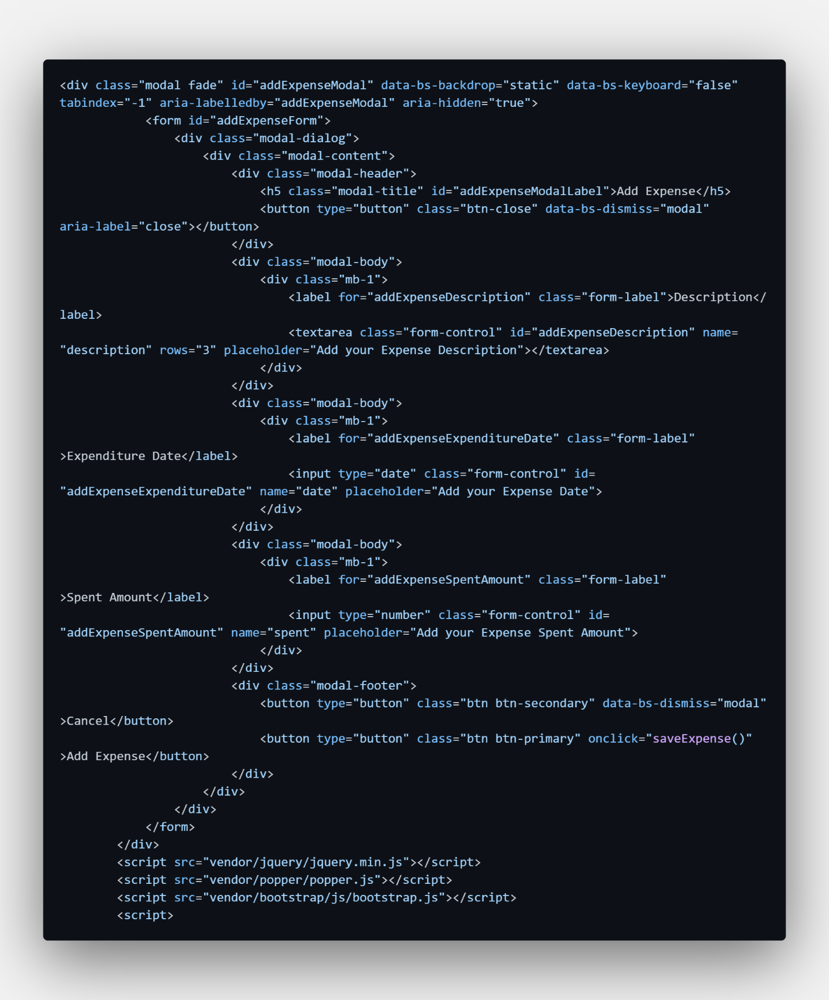 <div class="modal fade" id="addExpenseModal" data-bs-backdrop="static" data-bs-keyboard="false"
tabindex="-1" aria-labelledby="addExpenseModal" aria-hidden="true">
            <form id="addExpenseForm">
                <div class="modal-dialog">
                    <div class="modal-content">
                        <div class="modal-header">
                            <h5 class="modal-title" id="addExpenseModalLabel">Add Expense</h5>
                            <button type="button" class="btn-close" data-bs-dismiss="modal"
aria-label="close"></button>
                        </div>
                        <div class="modal-body">
                            <div class="mb-1">
                                <label for="addExpenseDescription" class="form-label">Description</
label>
                                <textarea class="form-control" id="addExpenseDescription" name=
"description" rows="3" placeholder="Add your Expense Description"></textarea>
                            </div>
                        </div>
                        <div class="modal-body">
                            <div class="mb-1">
                                <label for="addExpenseExpenditureDate" class="form-label"
>Expenditure Date</label>
                                <input type="date" class="form-control" id=
"addExpenseExpenditureDate" name="date" placeholder="Add your Expense Date">
                            </div>
                        </div>
                        <div class="modal-body">
                            <div class="mb-1">
                                <label for="addExpenseSpentAmount" class="form-label"
>Spent Amount</label>
                                <input type="number" class="form-control" id=
"addExpenseSpentAmount" name="spent" placeholder="Add your Expense Spent Amount">
                            </div>
                        </div>
                        <div class="modal-footer">
                            <button type="button" class="btn btn-secondary" data-bs-dismiss="modal"
>Cancel</button>
                            <button type="button" class="btn btn-primary" onclick="saveExpense()"
>Add Expense</button>
                        </div>
                    </div>
                </div>
            </form>
        </div>
        <script src="vendor/jquery/jquery.min.js"></script>
        <script src="vendor/popper/popper.js"></script>
        <script src="vendor/bootstrap/js/bootstrap.js"></script>
        <script>